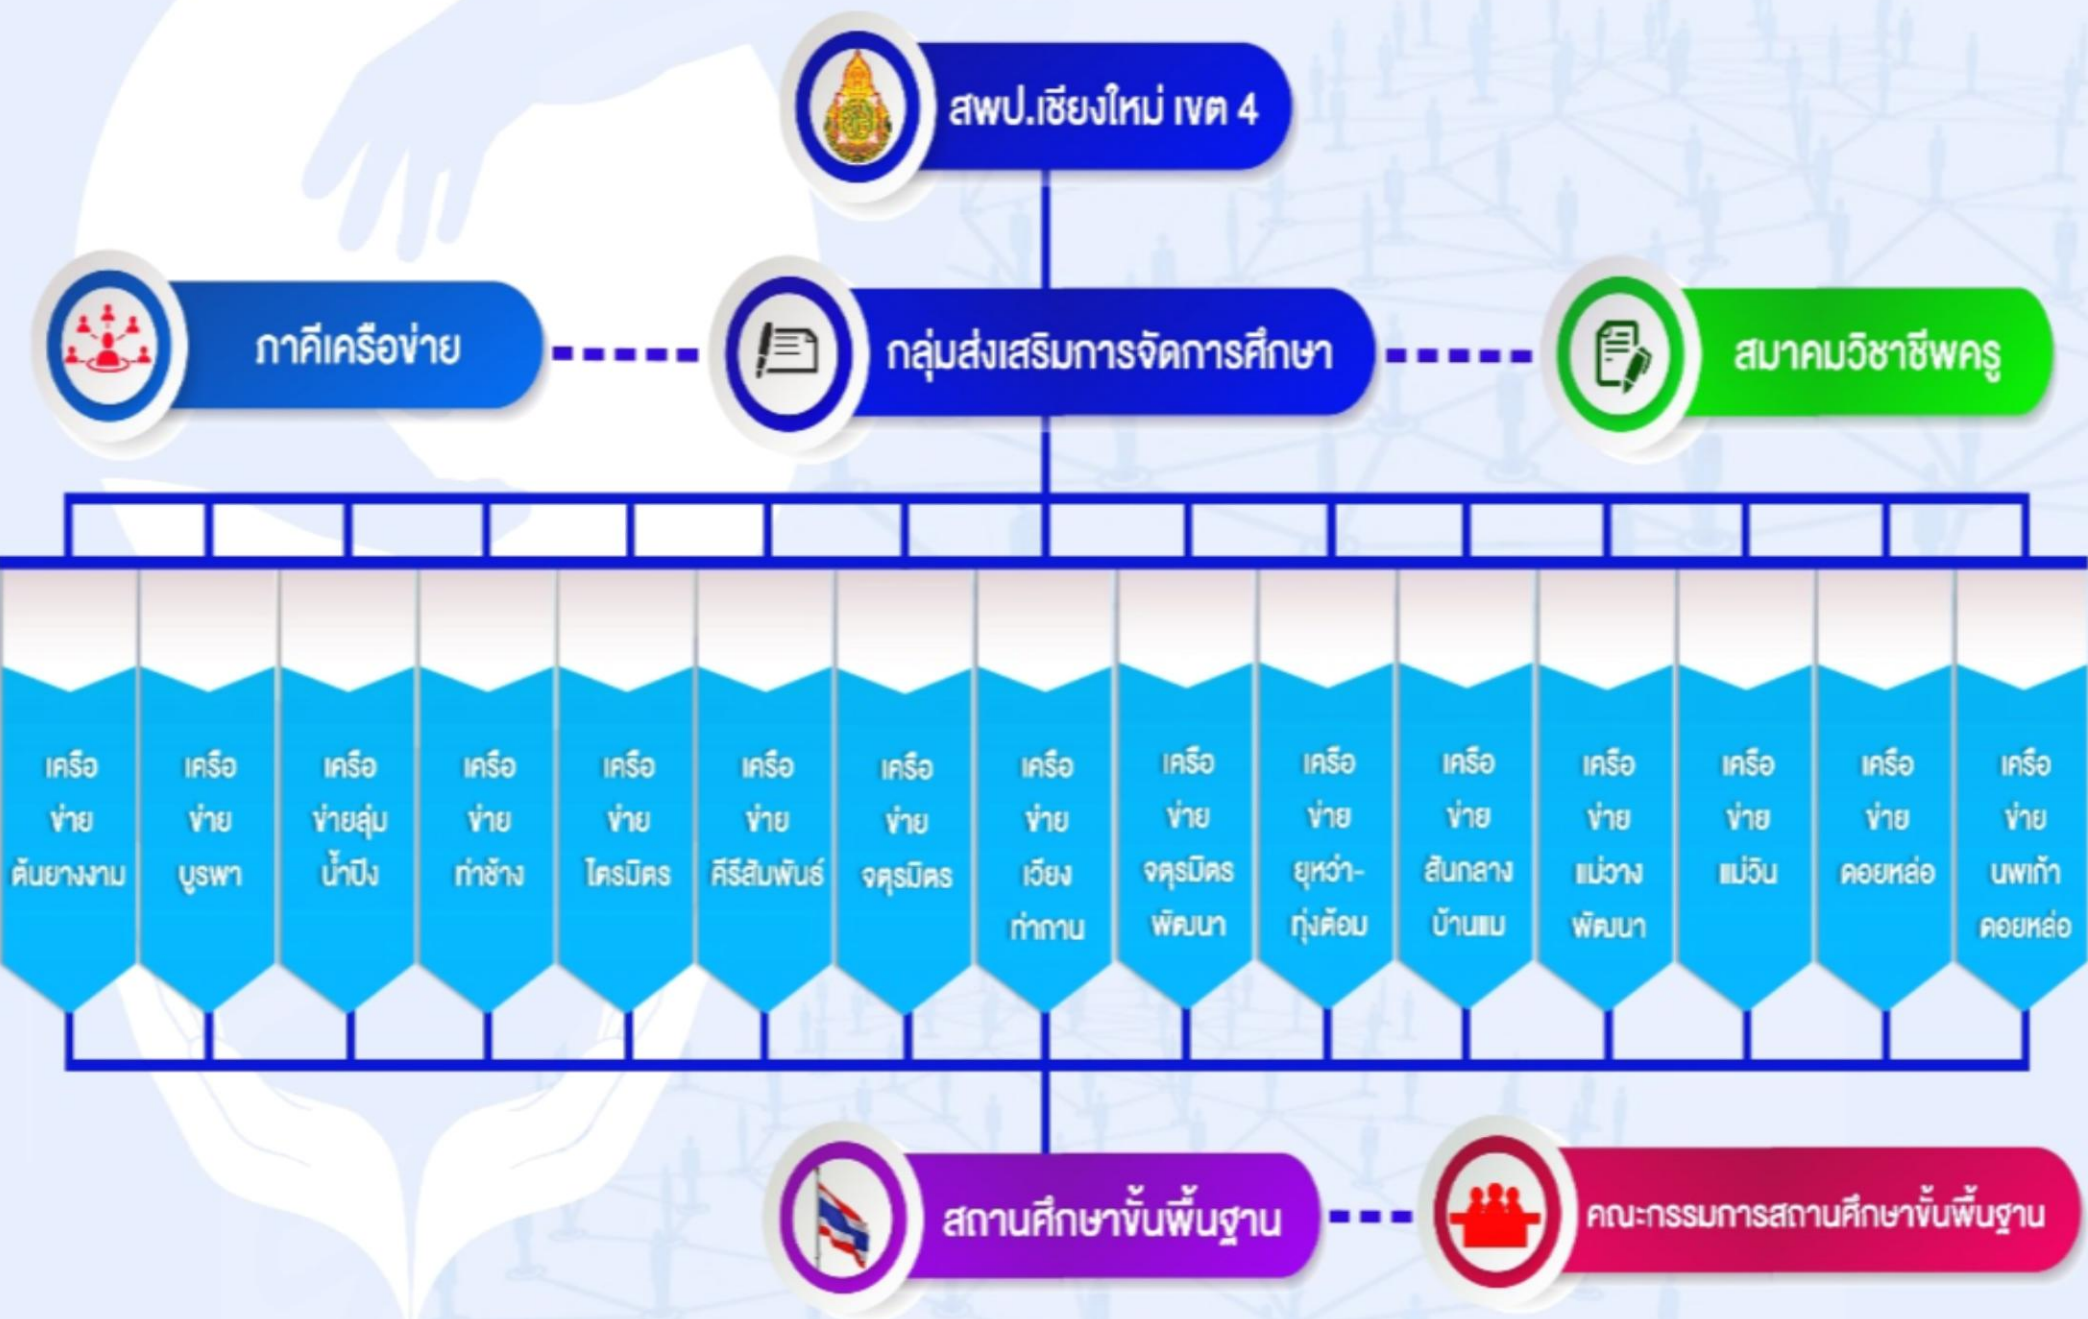 สพป.เชียงใหม่ เขต 4
ภาคีเครือข่าย
กลุ่มส่งเสริมการจัดการศึกษา
สมาคมวิชาชีพครู
เครือ
ข่าย
ต้นยางงาม
เครือ
ข่าย
บูรพา
เครือ
ข่ายลุ่ม
น้ำปิง
เครือ
ข่าย
ท่าช้าง
เครือ
ข่าย
ไตรมิตร
เครือ
ข่าย
คีรีสัมพันธ์
เครือ
ข่าย
จตุรมิตร
เครือ
ข่าย
เวียง
ท่ากาน
เครือ
ข่าย
จตุรมิตร
พัฒนา
เครือ
ข่าย
ยุหว่า-
ทุ่งต้อม
เครือ
ข่าย
สันกลาง
บ้านแม
เครือ
ข่าย
แม่วาง
พัฒนา
เครือ
ข่าย
แม่วิน
เครือ
ข่าย
ดอยหล่อ
เครือ
ข่าย
นพเก้า
ดอยหล่อ
สถานศึกษาขั้นพื้นฐาน
คณะกรรมการสถานศึกษาขั้นพื้นฐาน